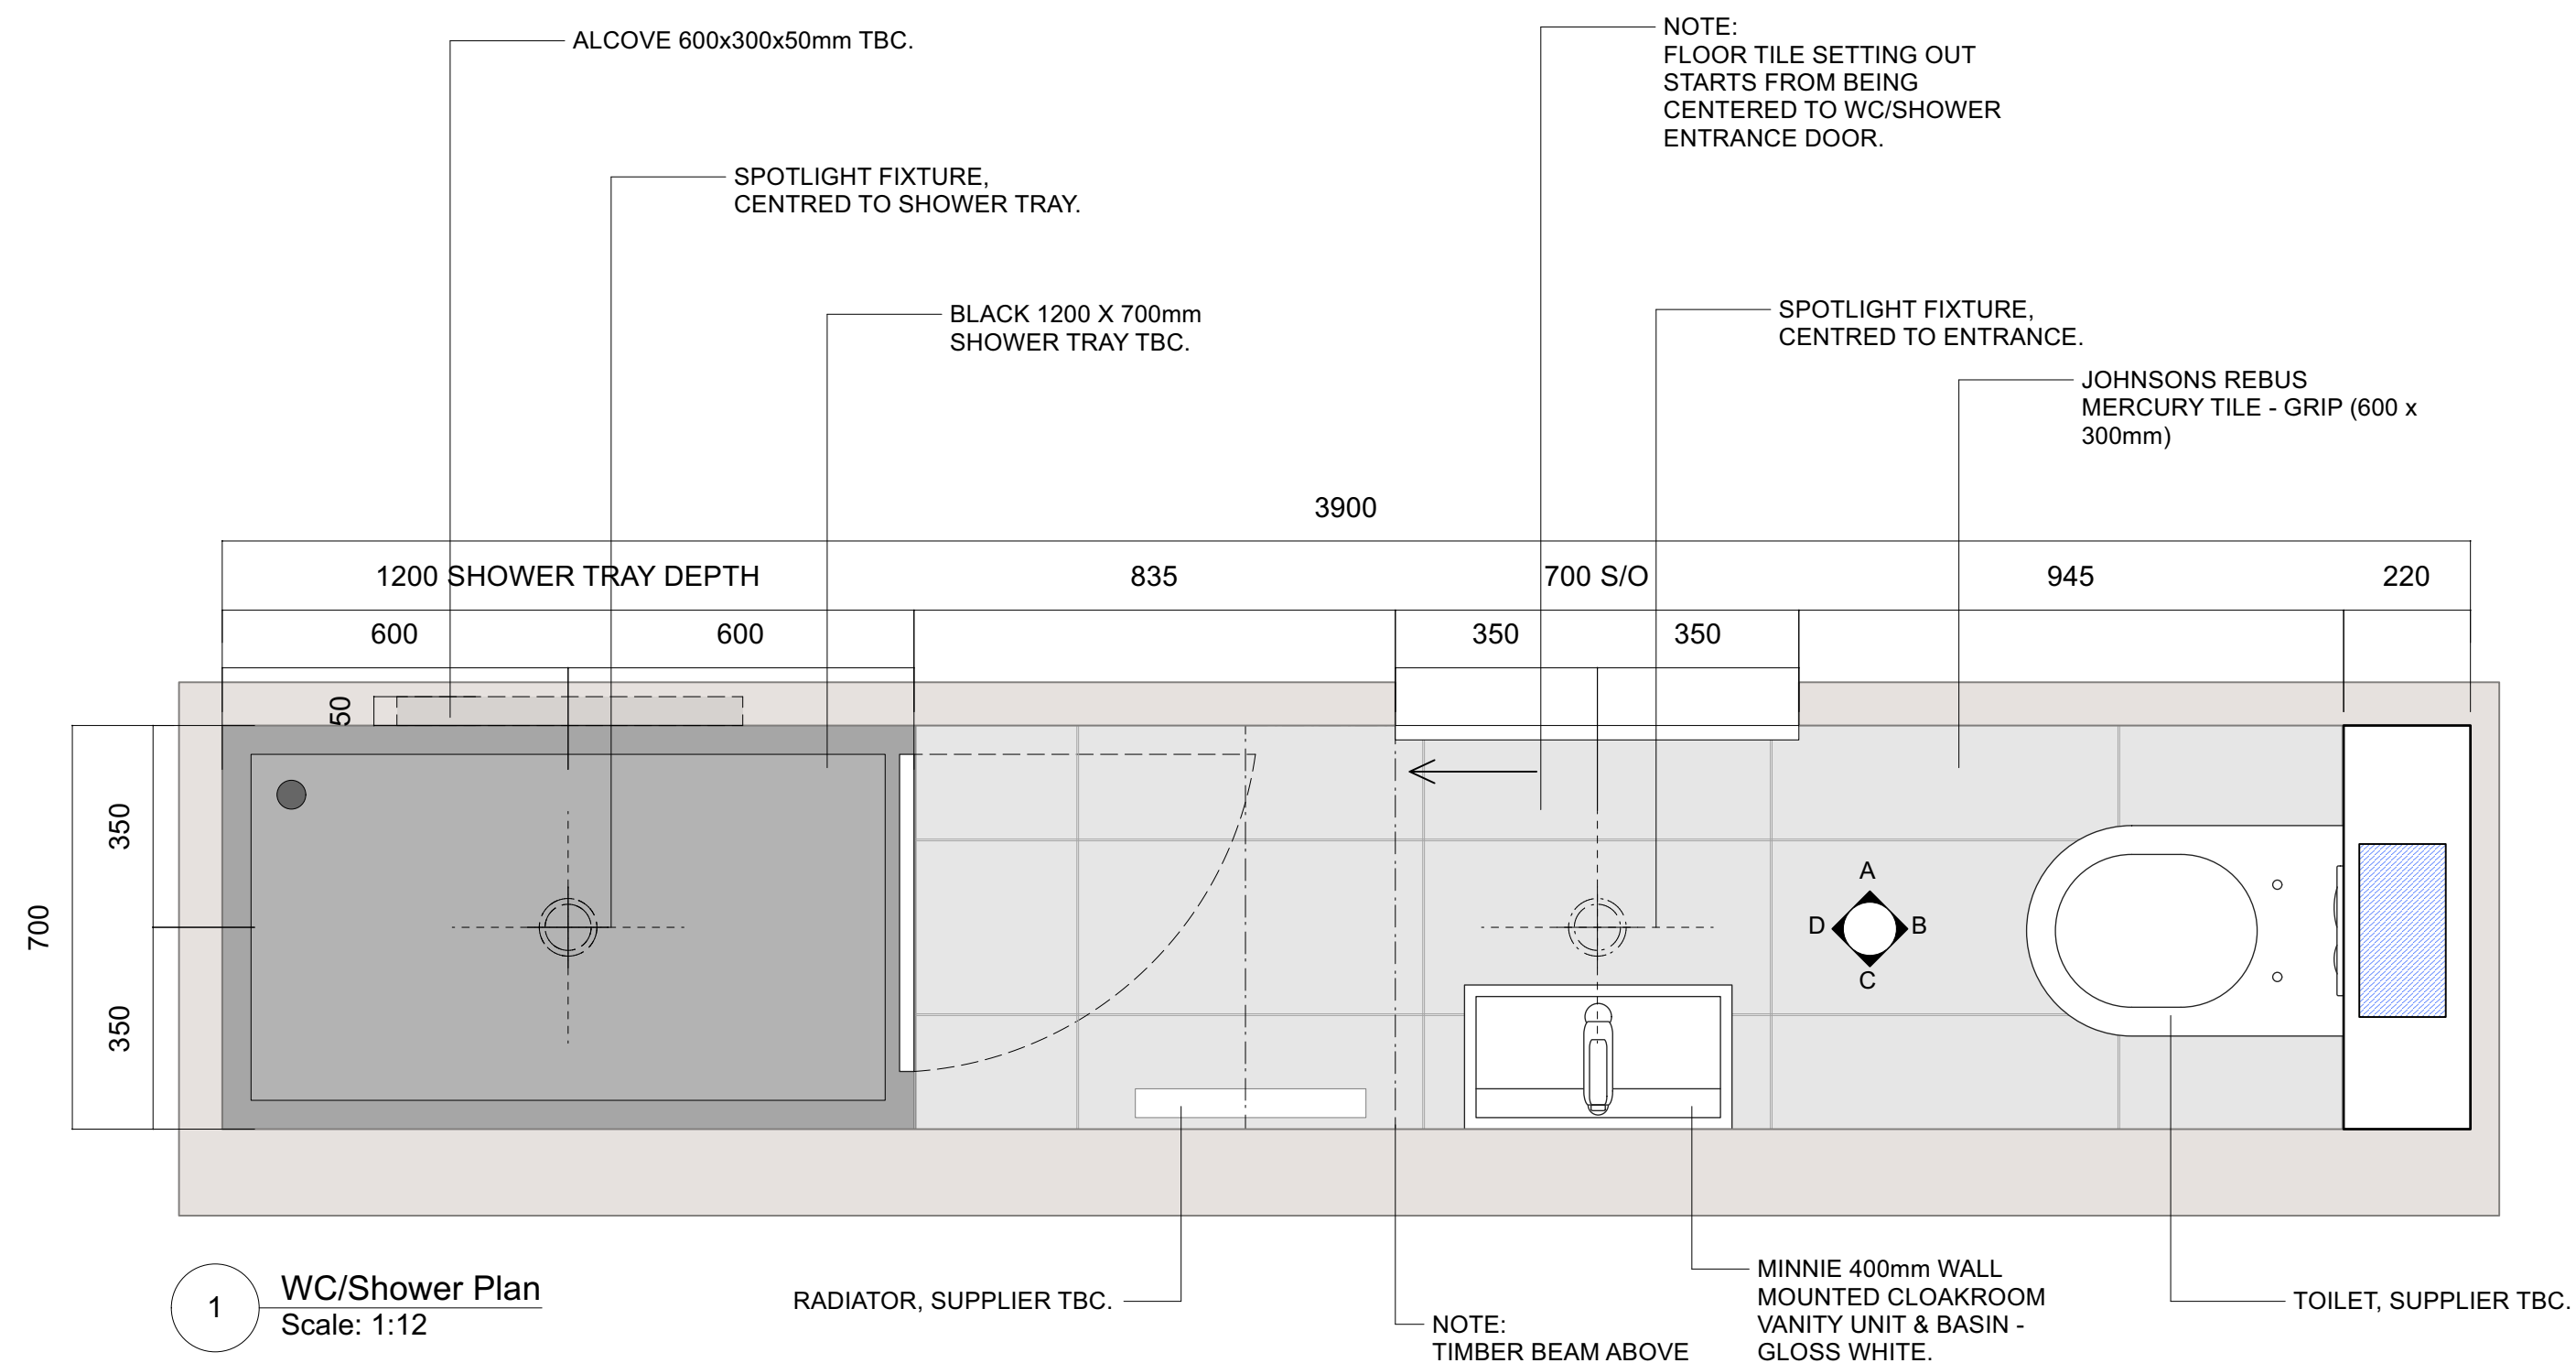 ALCOVE 600x300x50mm TBC.
NOTE:
FLOOR TILE SETTING OUT
STARTS FROM BEING
CENTERED TO WC/SHOWER
ENTRANCE DOOR.
SPOTLIGHT FIXTURE,
CENTRED TO SHOWER TRAY.
BLACK 1200 X 700mm
SHOWER TRAY TBC.
SPOTLIGHT FIXTURE,
CENTRED TO ENTRANCE.
JOHNSONS REBUS
MERCURY TILE - GRIP (600 x
300mm)
3900
1200 SHOWER TRAY DEPTH
835
700 S/O
945
220
600
600
350
350
50
350
700
350
A
D
B
C
1
WC/Shower Plan
Scale: 1:12
RADIATOR, SUPPLIER TBC.
NOTE:
TIMBER BEAM ABOVE
MINNIE 400mm WALL
MOUNTED CLOAKROOM
VANITY UNIT & BASIN -
GLOSS WHITE.
TOILET, SUPPLIER TBC.